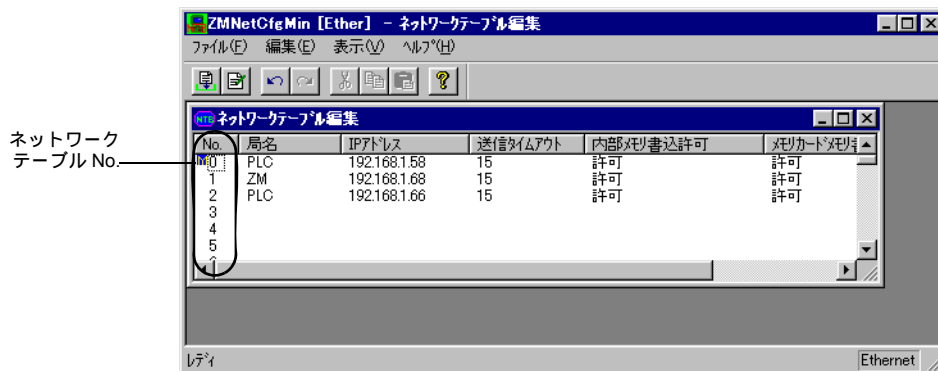 ZMNetCfgMin [Ether] - ネットワークテーブル編集
ファイル(F) 編集(E) 表示(V) ヘルプ(H)
NTB ネットワークテーブル編集
No. 局名 IPアドレス 送信タイムアウト 内部メモリ書込許可 メモリカードメモリ書
M 0 PLC 192.168.1.58 15 許可 許可
1 ZM 192.168.1.68 15 許可 許可
2 PLC 192.168.1.66 15 許可 許可
3
4
5
ネットワーク
テーブル No.
レディ Ethernet